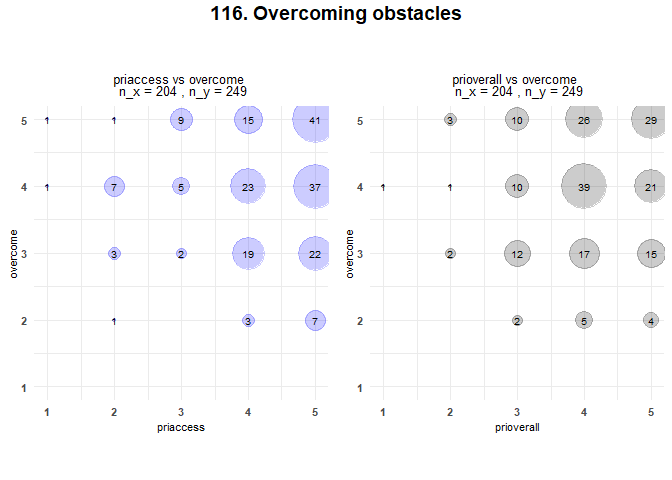 116. Overcoming obstacles
priaccess vs overcome
n_x = 204 , n_y = 249
5
4
3
2
1
overcome
1 1 9 15 41
1 7 5 23 37
3 2 19 22
1 3 7
1 2 3 4 5
priaccess
prioverall vs overcome
n_x = 204 , n_y = 249
5
4
3
2
1
overcome
3 10 26 29
1 1 10 39 21
2 12 17 15
2 5 4
1 2 3 4 5
prioverall